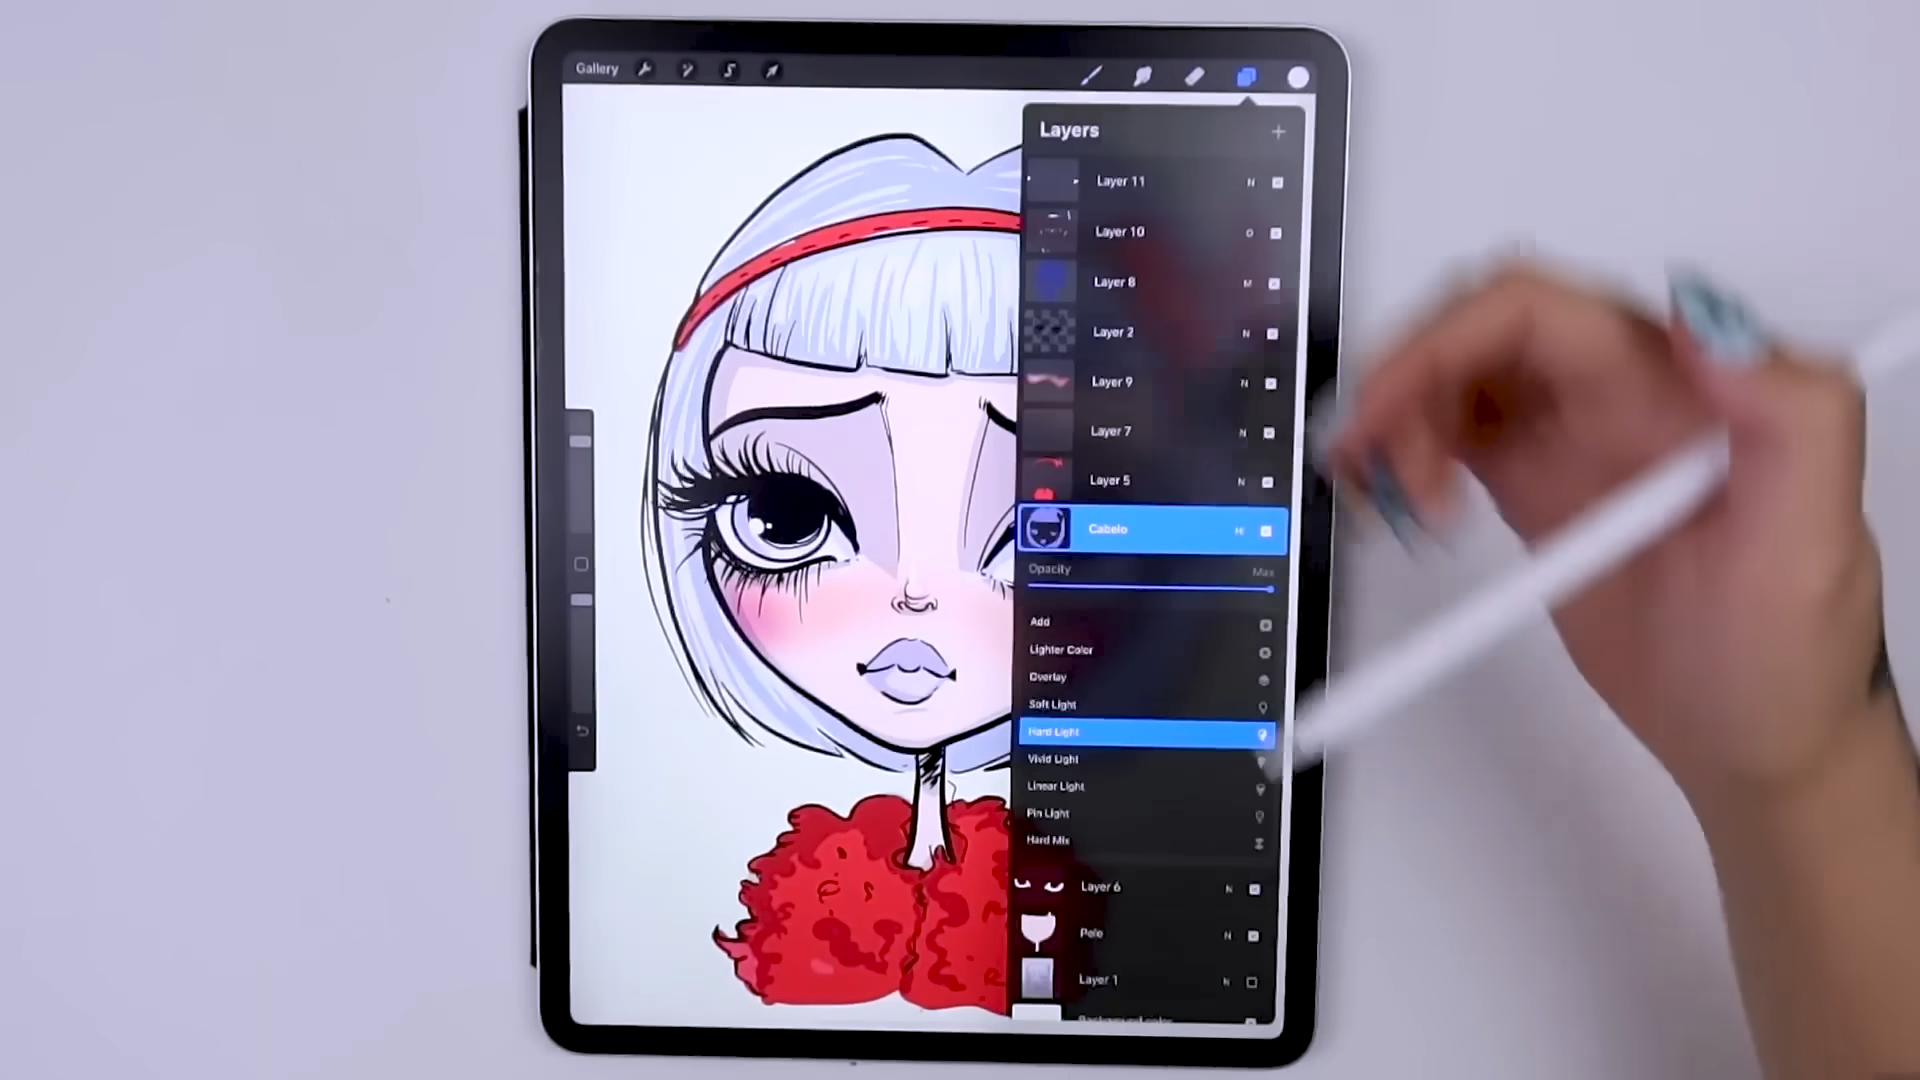 Gallery
Layers
Layer 11 N
Layer 10 O
Layer 8 M
Layer 2 N
Layer 9 N
Layer 7 N
Layer 5 N
Cabelo
Opacity Max
Add
Lighter Color
Overlay
Soft Light
Hard Light
Vivid Light
Linear Light
Pin Light
Hard Mix
Layer 6 N
Pele N
Layer 1 N
Background color